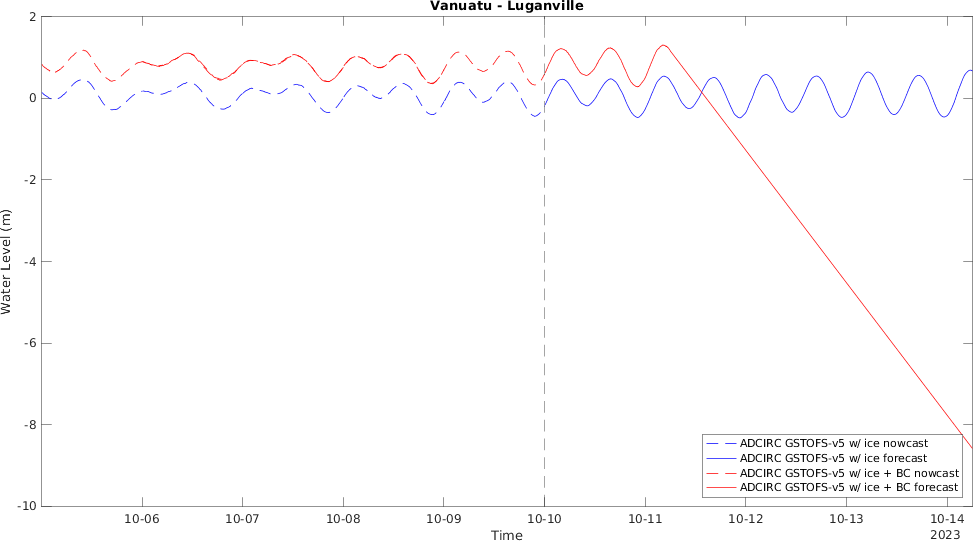 Vanuatu - Luganville
2
0
-2
-4
-6
-8
-10
Water Level (m)
10-06
10-07
10-08
10-09
10-10
10-11
10-12
10-13
10-14
Time
2023
ADCIRC GSTOFS-v5 w/ ice nowcast
ADCIRC GSTOFS-v5 w/ ice forecast
ADCIRC GSTOFS-v5 w/ ice + BC nowcast
ADCIRC GSTOFS-v5 w/ ice + BC forecast